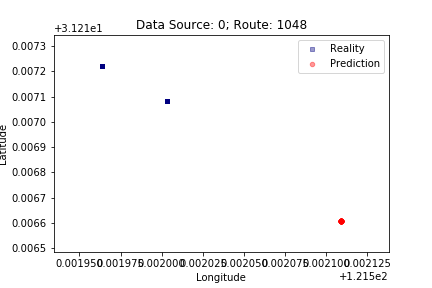 Data Source: 0; Route: 1048
+3.121e1
Reality
Prediction
0.0073
0.0072
0.0071
0.0070
0.0069
0.0068
0.0067
0.0066
0.0065
Latitude
0.001950 0.001975 0.002000 0.002025 0.002050 0.002075 0.002100 0.002125
Longitude
+1.215e2